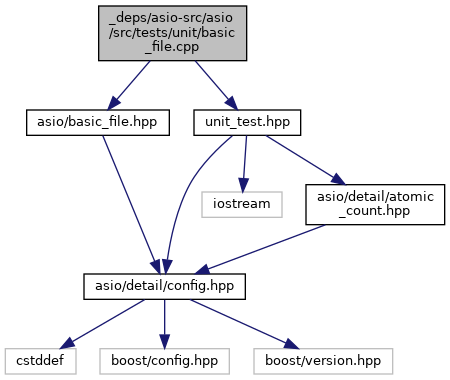 _deps/asio-src/asio
/src/tests/unit/basic
_file.cpp
asio/basic_file.hpp
unit_test.hpp
iostream
asio/detail/atomic
_count.hpp
asio/detail/config.hpp
cstddef
boost/config.hpp
boost/version.hpp